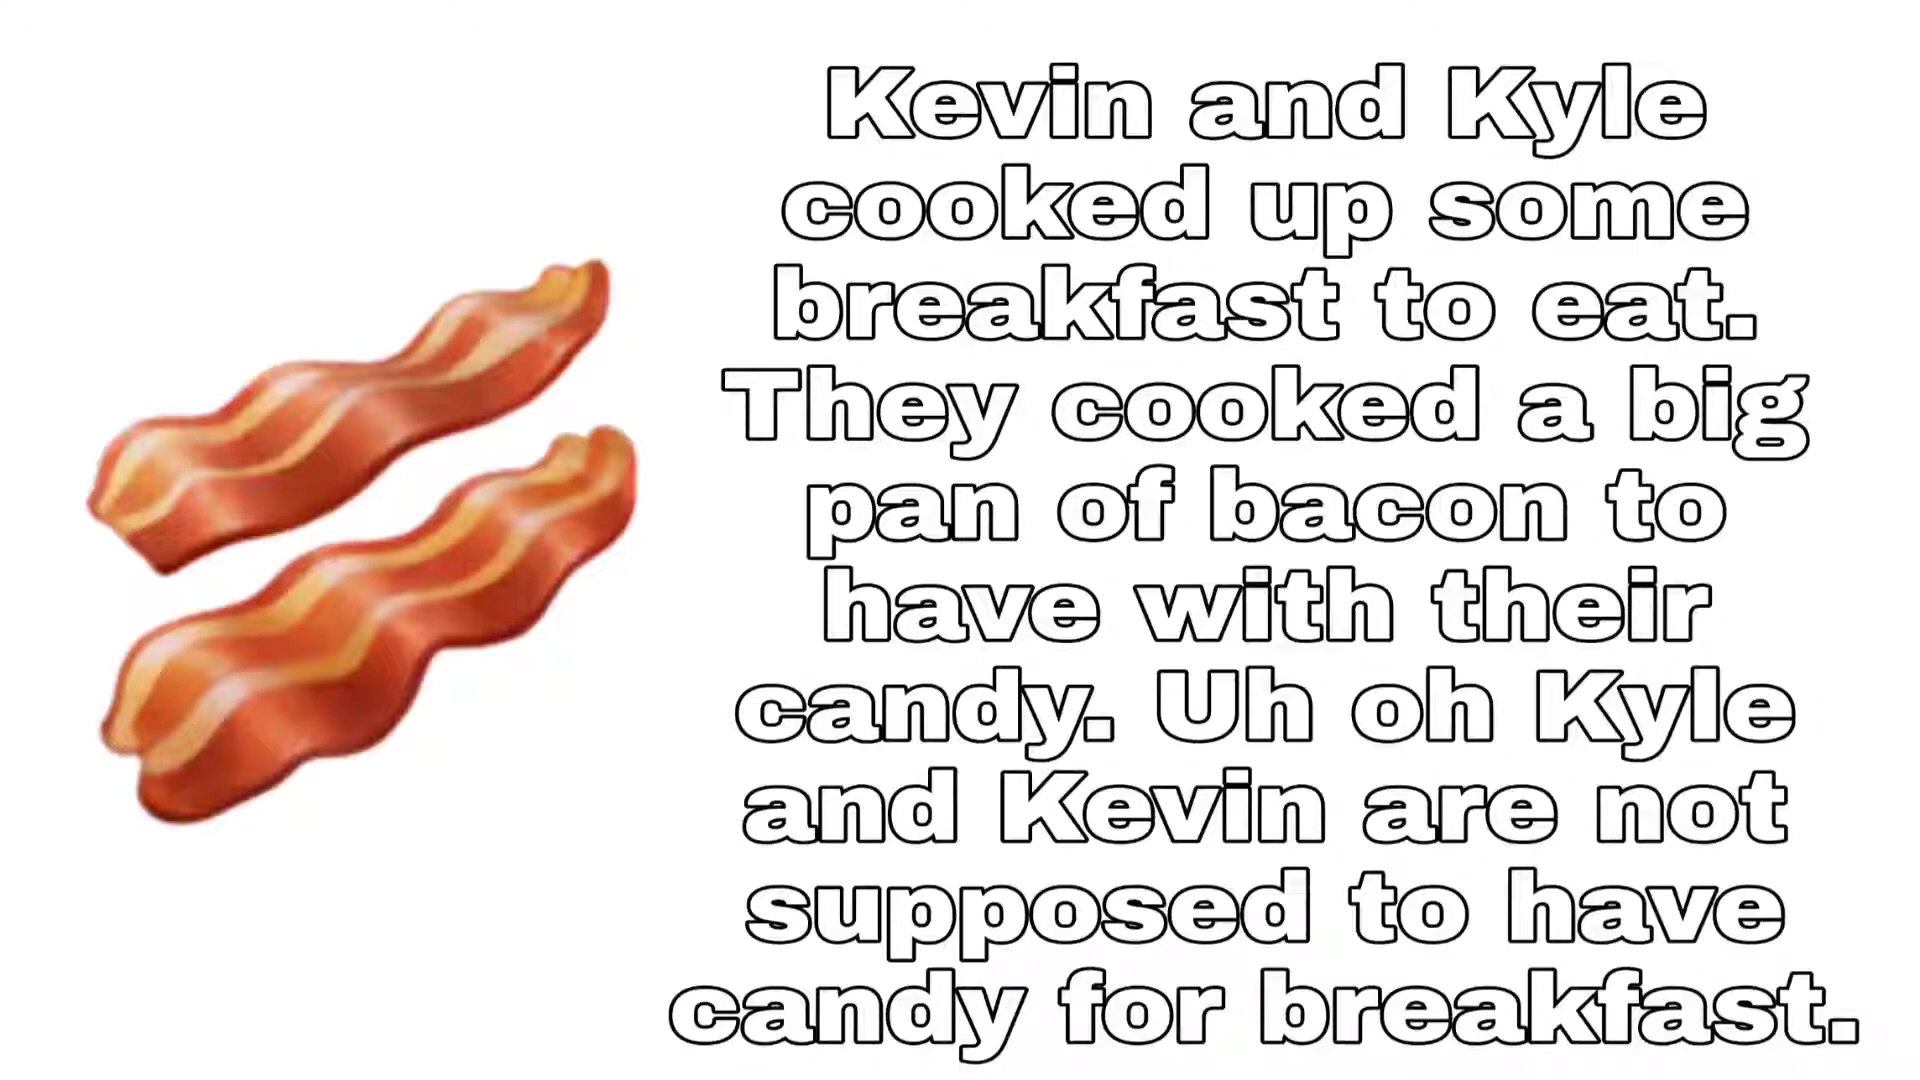 Kevin and Kyle
cooked up some
breakfast to eat.
They cooked a big
pan of bacon to
have with their
candy. Uh oh Kyle
and Kevin are not
supposed to have
candy for breakfast.